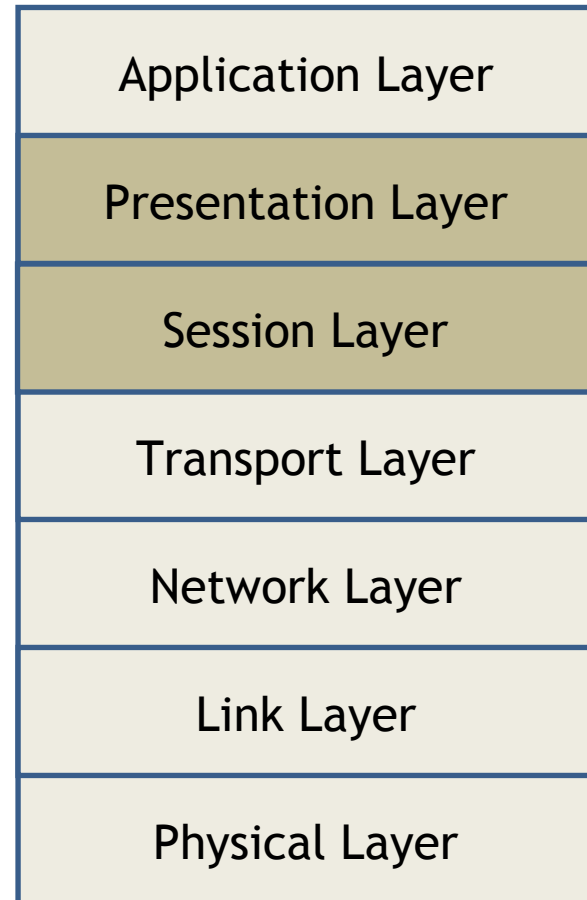 Application Layer
Presentation Layer
Session Layer
Transport Layer
Network Layer
Link Layer
Physical Layer